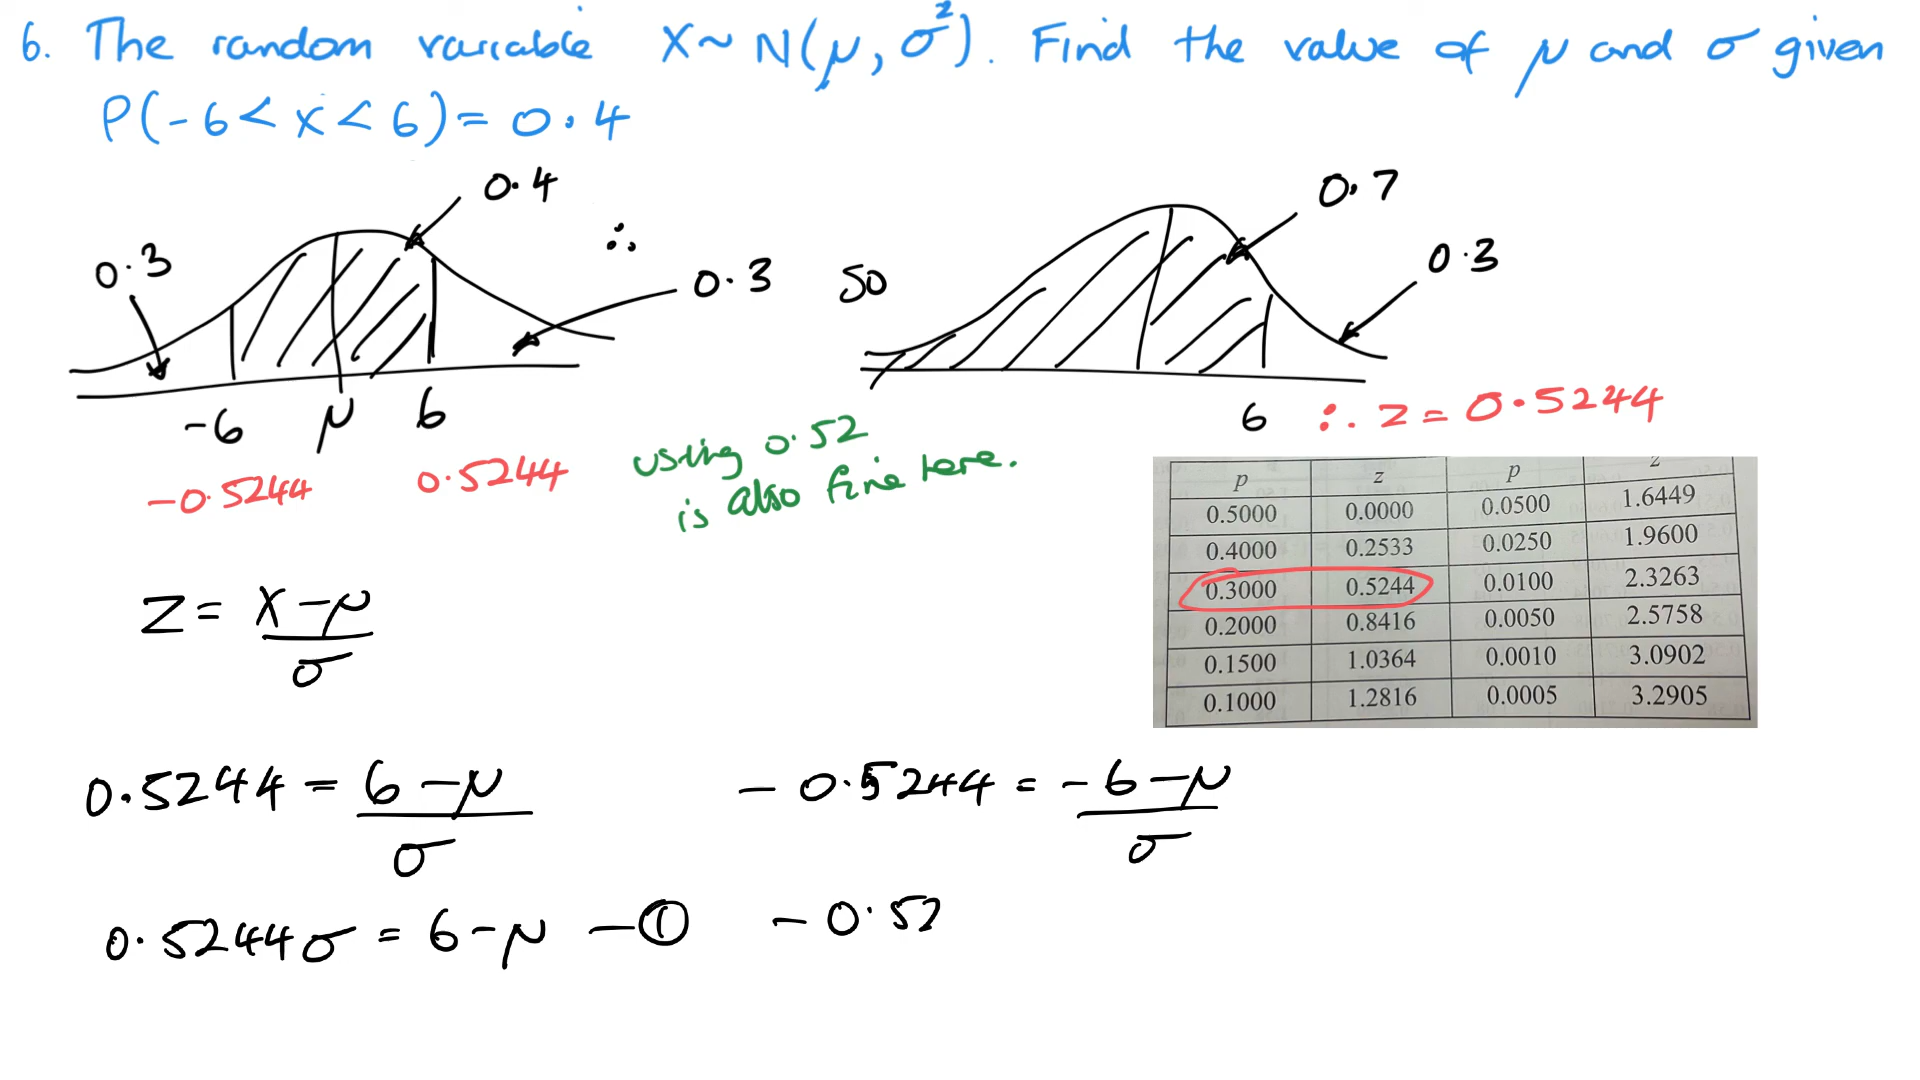 6. The random variable X~N(μ, σ²). Find the value of μ and σ given
P(-6<x<6)=0.4
0.4
0.7
0.3
∴
0.3
so
0.3
-6 μ 6
6 ∴ z = 0.5244
-0.5244 0.5244
using 0.52
is also fine here.
p z p z
0.5000 0.0000 0.0500 1.6449
0.4000 0.2533 0.0250 1.9600
0.3000 0.5244 0.0100 2.3263
0.2000 0.8416 0.0050 2.5758
0.1500 1.0364 0.0010 3.0902
0.1000 1.2816 0.0005 3.2905
Z = X-μ
σ
0.5244 = 6-μ
σ
-0.5244 = -6-μ
σ
0.5244σ = 6-μ -①
-0.52